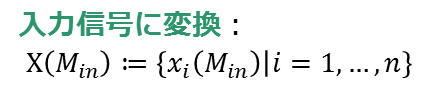 入力信号に変換：
X(M_in) ≔ {x_i(M_in)|i = 1, … , n}